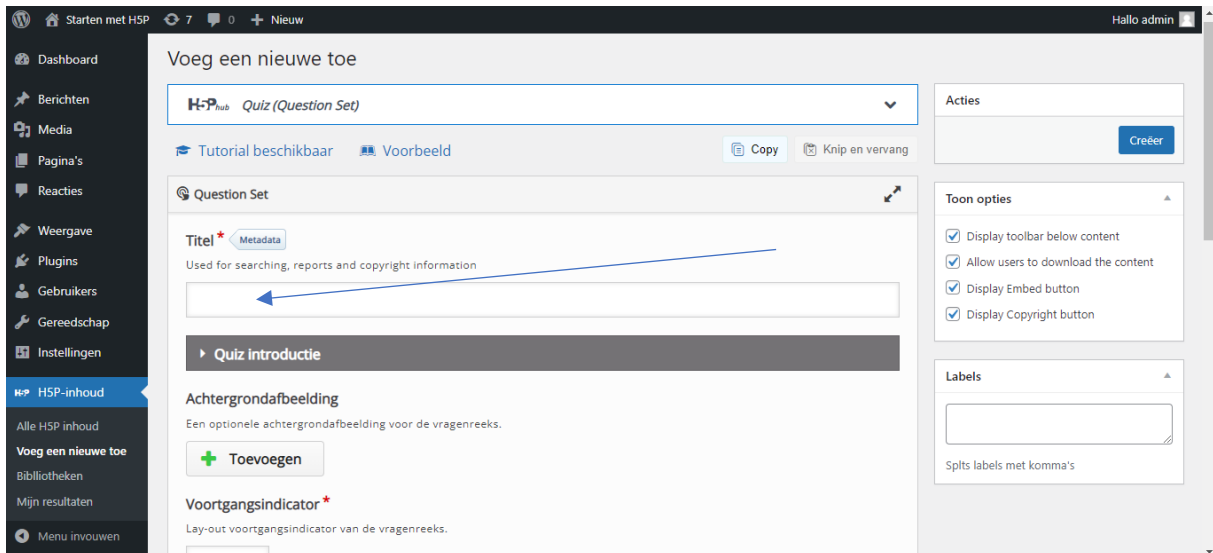 Starten met H5P 7 0 Nieuw Hallo admin
Dashboard
Berichten
Media
Pagina's
Reacties
Weergave
Plugins
Gebruikers
Gereedschap
Instellingen
H5P H5P-inhoud
Alle H5P inhoud
Voeg een nieuwe toe
Biblliotheken
Mijn resultaten
Menu invouwen
Voeg een nieuwe toe
H5P hub Quiz (Question Set)
Tutorial beschikbaar Voorbeeld Copy Knip en vervang
Question Set
Titel * Metadata
Used for searching, reports and copyright information
Quiz introductie
Achtergrondafbeelding
Een optionele achtergrondafbeelding voor de vragenreeks.
Toevoegen
Voortgangsindicator *
Lay-out voortgangsindicator van de vragenreeks.
Acties
Creëer
Toon opties
Display toolbar below content
Allow users to download the content
Display Embed button
Display Copyright button
Labels
Splts labels met komma's